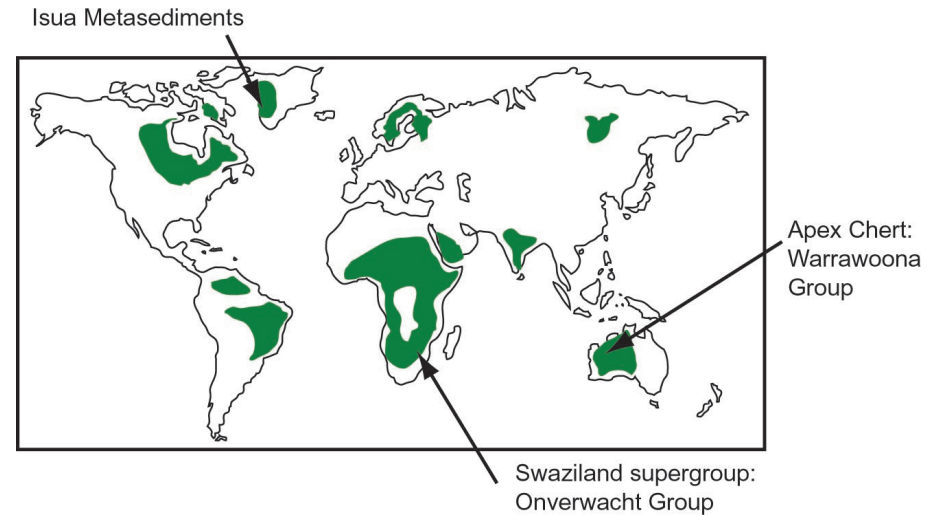 Isua Metasediments
Apex Chert:
Warrawoona
Group
Swaziland supergroup:
Onverwacht Group